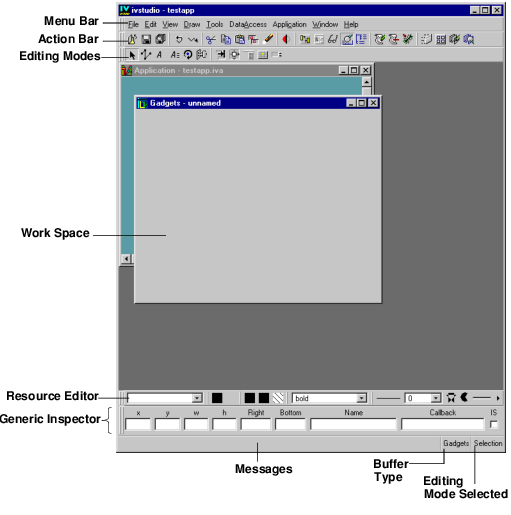 ivstudio - testapp
Menu Bar
File Edit View Draw Tools DataAccess Application Window Help
Action Bar
Editing Modes
Application - testapp.iva
Gadgets - unnamed
Work Space
Resource Editor
bold
0
Generic Inspector
x y w h Right Bottom Name Callback IS
Gadgets Selection
Messages
Buffer
Type
Editing
Mode Selected